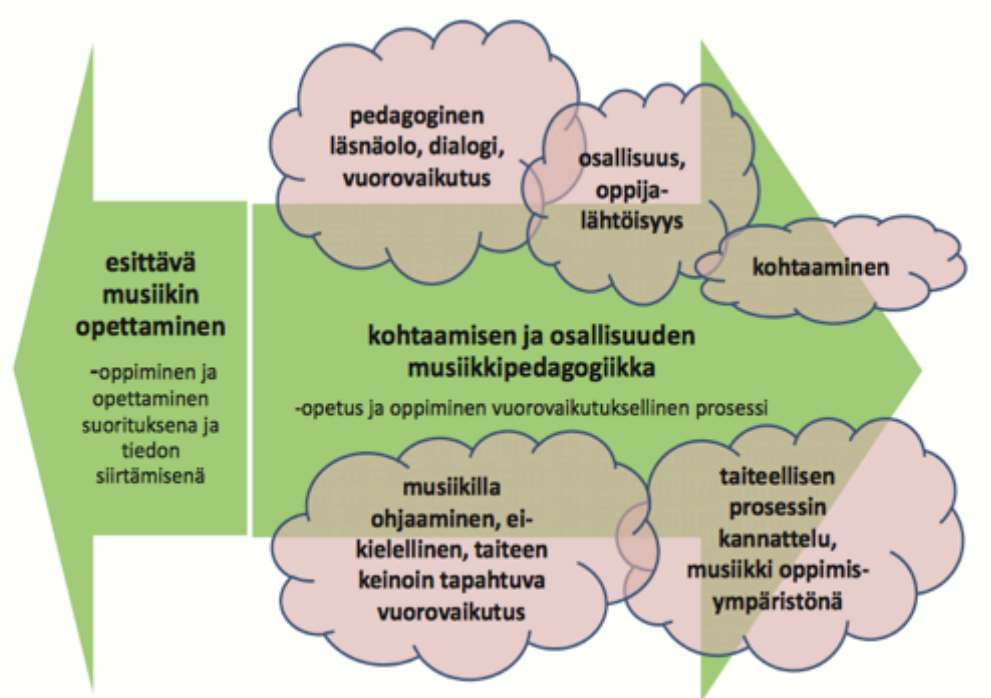 pedagoginen
läsnäolo, dialogi,
vuorovaikutus
osallisuus,
oppija-
lähtöisyys
kohtaaminen
esittävä
musiikin
opettaminen
-oppiminen ja
opettaminen
suorituksena ja
tiedon
siirtämisenä
kohtaamisen ja osallisuuden
musiikkipedagogiikka
-opetus ja oppiminen vuorovaikutuksellinen prosessi
musiikilla
ohjaaminen, ei-
kielellinen, taiteen
keinoin tapahtuva
vuorovaikutus
taiteellisen
prosessin
kannattelu,
musiikki oppimis-
ympäristönä